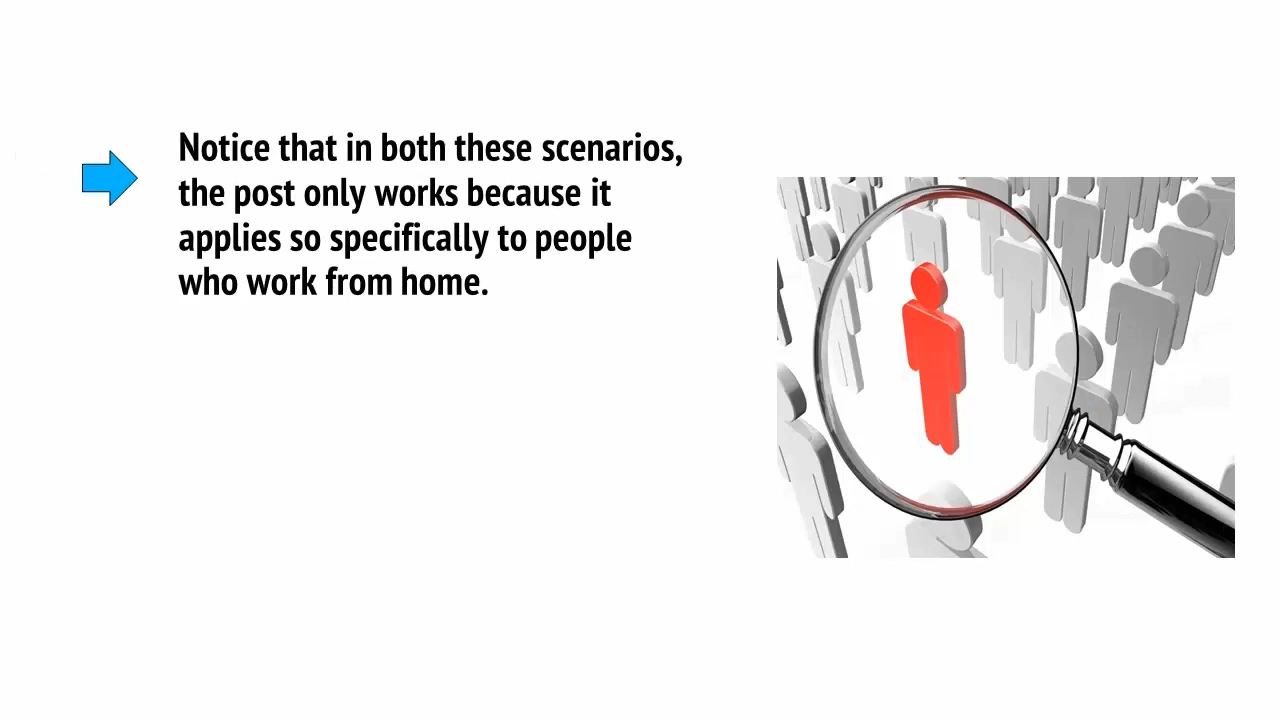 Notice that in both these scenarios,
the post only works because it
applies so specifically to people
who work from home.